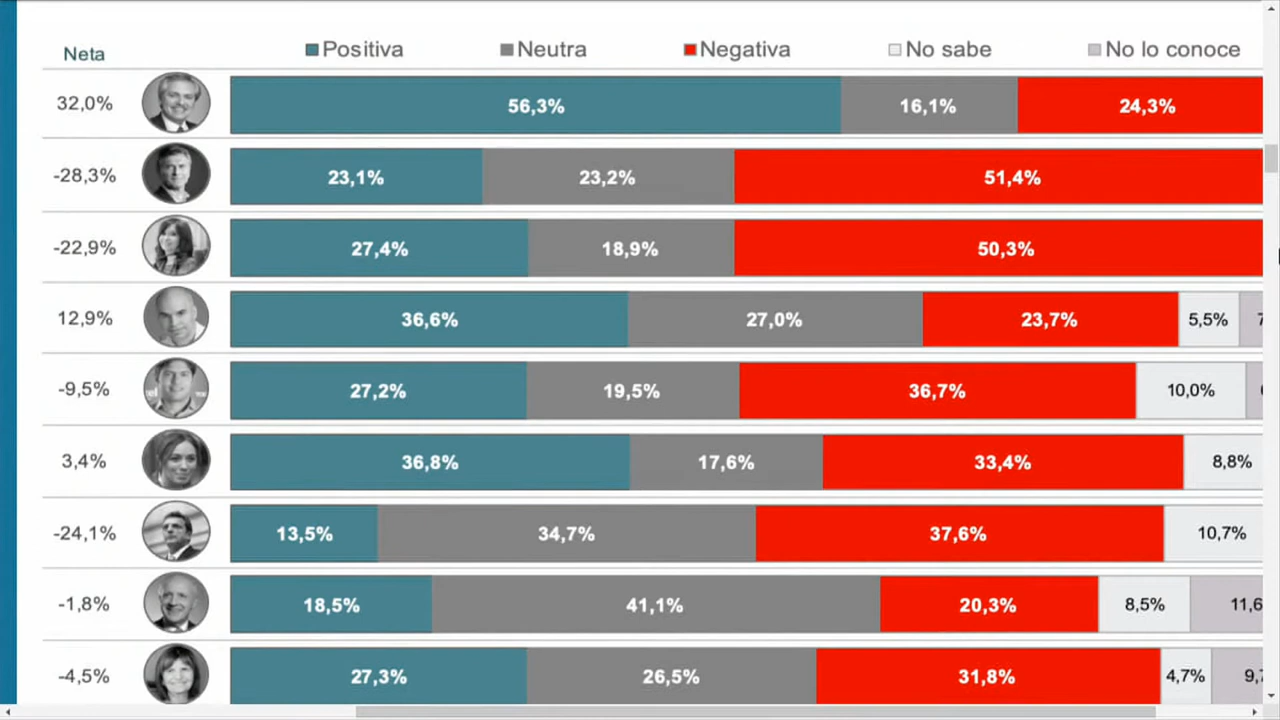 Neta Positiva Neutra Negativa No sabe No lo conoce
32,0% 56,3% 16,1% 24,3%
-28,3% 23,1% 23,2% 51,4%
-22,9% 27,4% 18,9% 50,3%
12,9% 36,6% 27,0% 23,7% 5,5%
-9,5% 27,2% 19,5% 36,7% 10,0%
3,4% 36,8% 17,6% 33,4% 8,8%
-24,1% 13,5% 34,7% 37,6% 10,7%
-1,8% 18,5% 41,1% 20,3% 8,5% 11,6
-4,5% 27,3% 26,5% 31,8% 4,7% 9,7